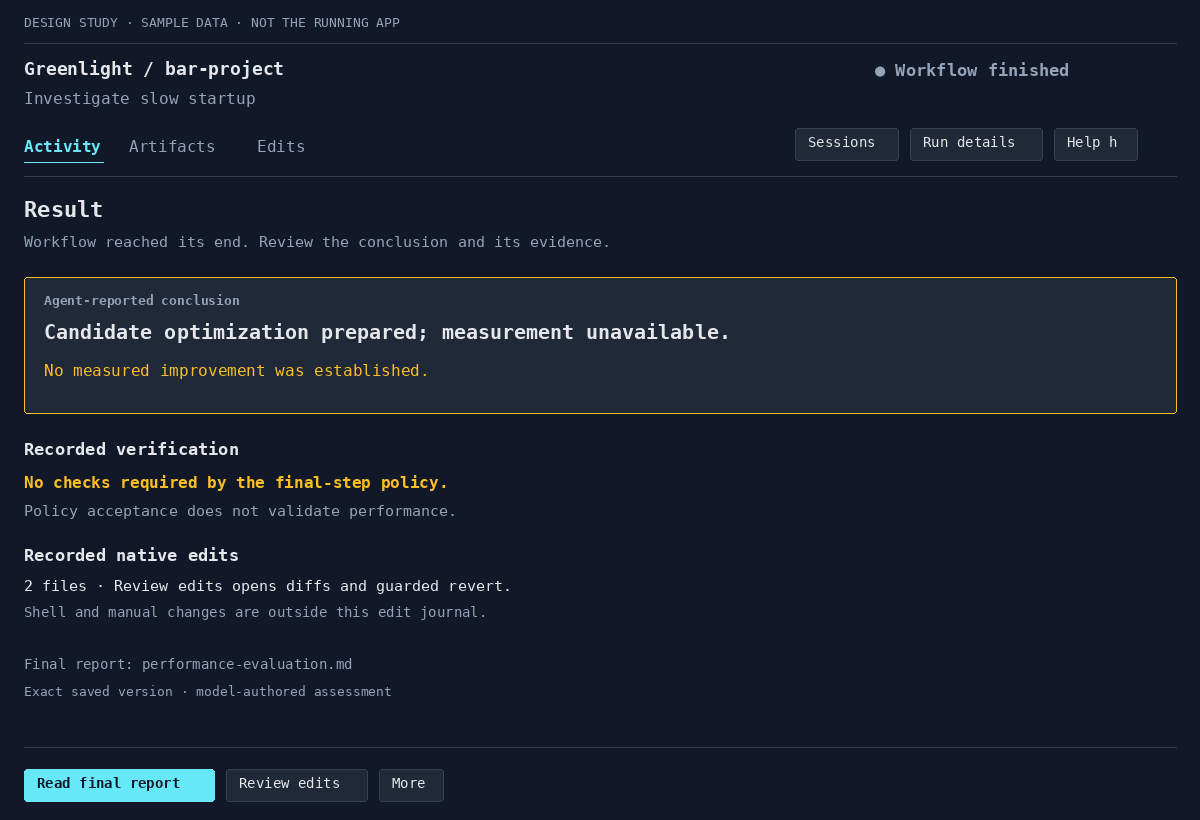 DESIGN STUDY · SAMPLE DATA · NOT THE RUNNING APP
Greenlight / bar-project
● Workflow finished
Investigate slow startup
Activity Artifacts Edits
Sessions Run details Help h
Result
Workflow reached its end. Review the conclusion and its evidence.
Agent-reported conclusion
Candidate optimization prepared; measurement unavailable.
No measured improvement was established.
Recorded verification
No checks required by the final-step policy.
Policy acceptance does not validate performance.
Recorded native edits
2 files · Review edits opens diffs and guarded revert.
Shell and manual changes are outside this edit journal.
Final report: performance-evaluation.md
Exact saved version · model-authored assessment
Read final report Review edits More